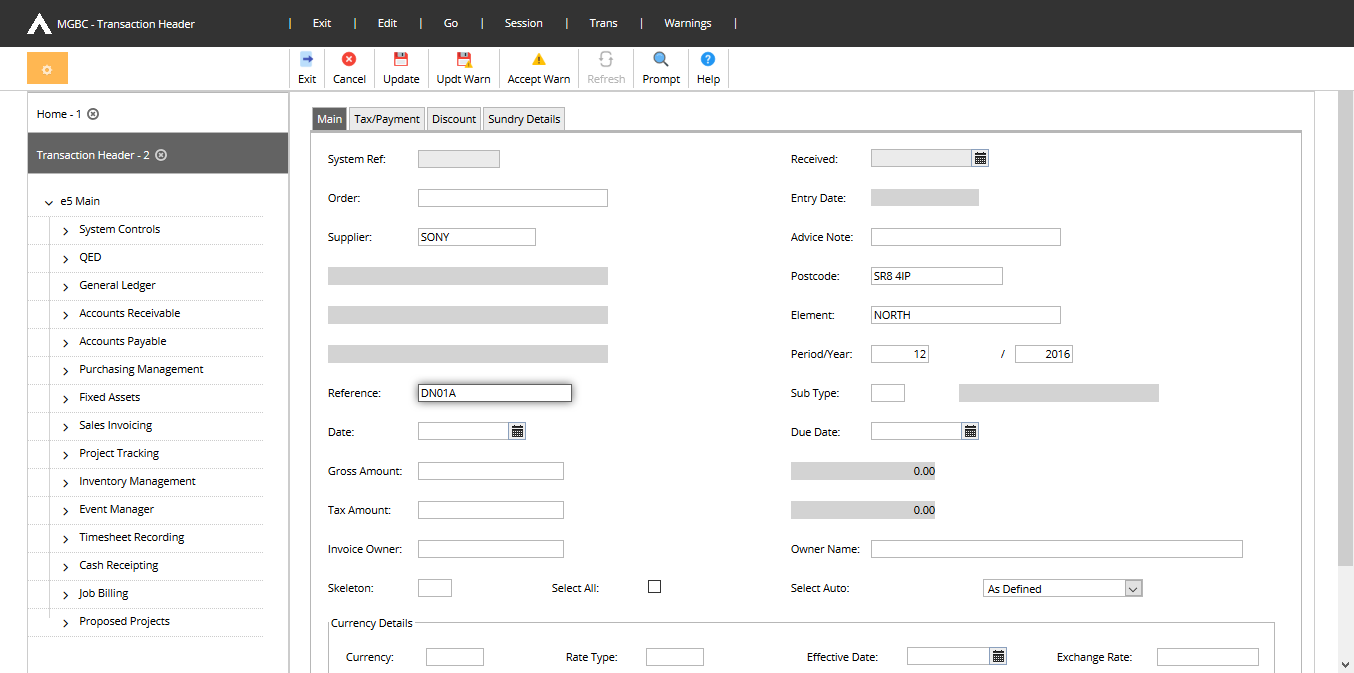 MGBC - Transaction Header | Exit | Edit | Go | Session | Trans | Warnings |
Exit Cancel Update Updt Warn Accept Warn Refresh Prompt Help
Home - 1
Transaction Header - 2
e5 Main
System Controls
QED
General Ledger
Accounts Receivable
Accounts Payable
Purchasing Management
Fixed Assets
Sales Invoicing
Project Tracking
Inventory Management
Event Manager
Timesheet Recording
Cash Receipting
Job Billing
Proposed Projects
Main Tax/Payment Discount Sundry Details
System Ref: Received:
Order: Entry Date:
Supplier: SONY Advice Note:
Postcode: SR8 4IP
Element: NORTH
Period/Year: 12 / 2016
Reference: DN01A Sub Type:
Date: Due Date:
Gross Amount: 0.00
Tax Amount: 0.00
Invoice Owner: Owner Name:
Skeleton: Select All: Select Auto: As Defined
Currency Details
Currency: Rate Type: Effective Date: Exchange Rate: